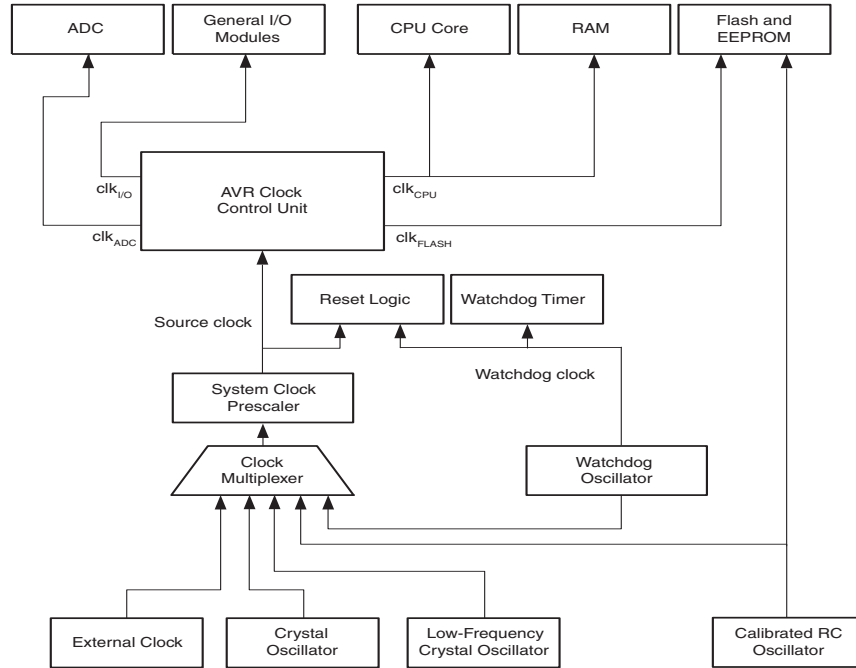 ADC
General I/O
Modules
CPU Core
RAM
Flash and
EEPROM
clkI/O
AVR Clock
Control Unit
clkCPU
clkADC
clkFLASH
Reset Logic
Watchdog Timer
Source clock
Watchdog clock
System Clock
Prescaler
Clock
Multiplexer
Watchdog
Oscillator
External Clock
Crystal
Oscillator
Low-Frequency
Crystal Oscillator
Calibrated RC
Oscillator